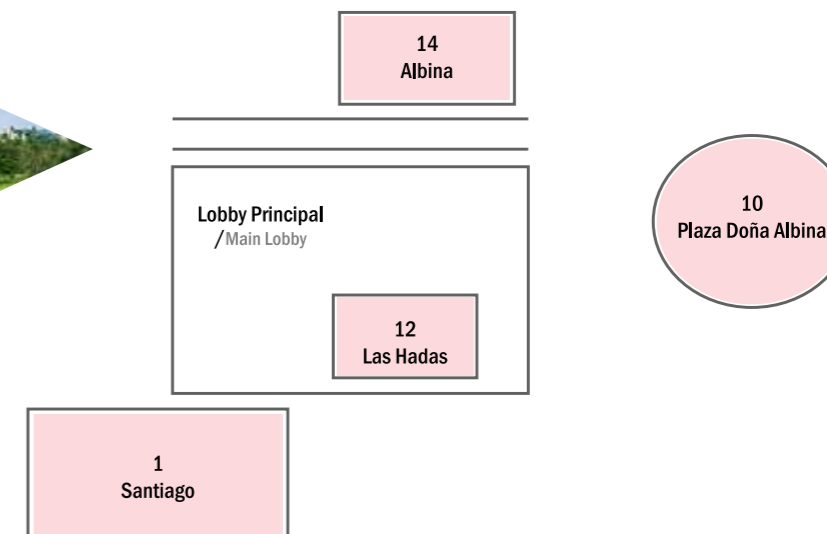 14
Albina
Lobby Principal
/Main Lobby
10
Plaza Doña Albina
12
Las Hadas
1
Santiago